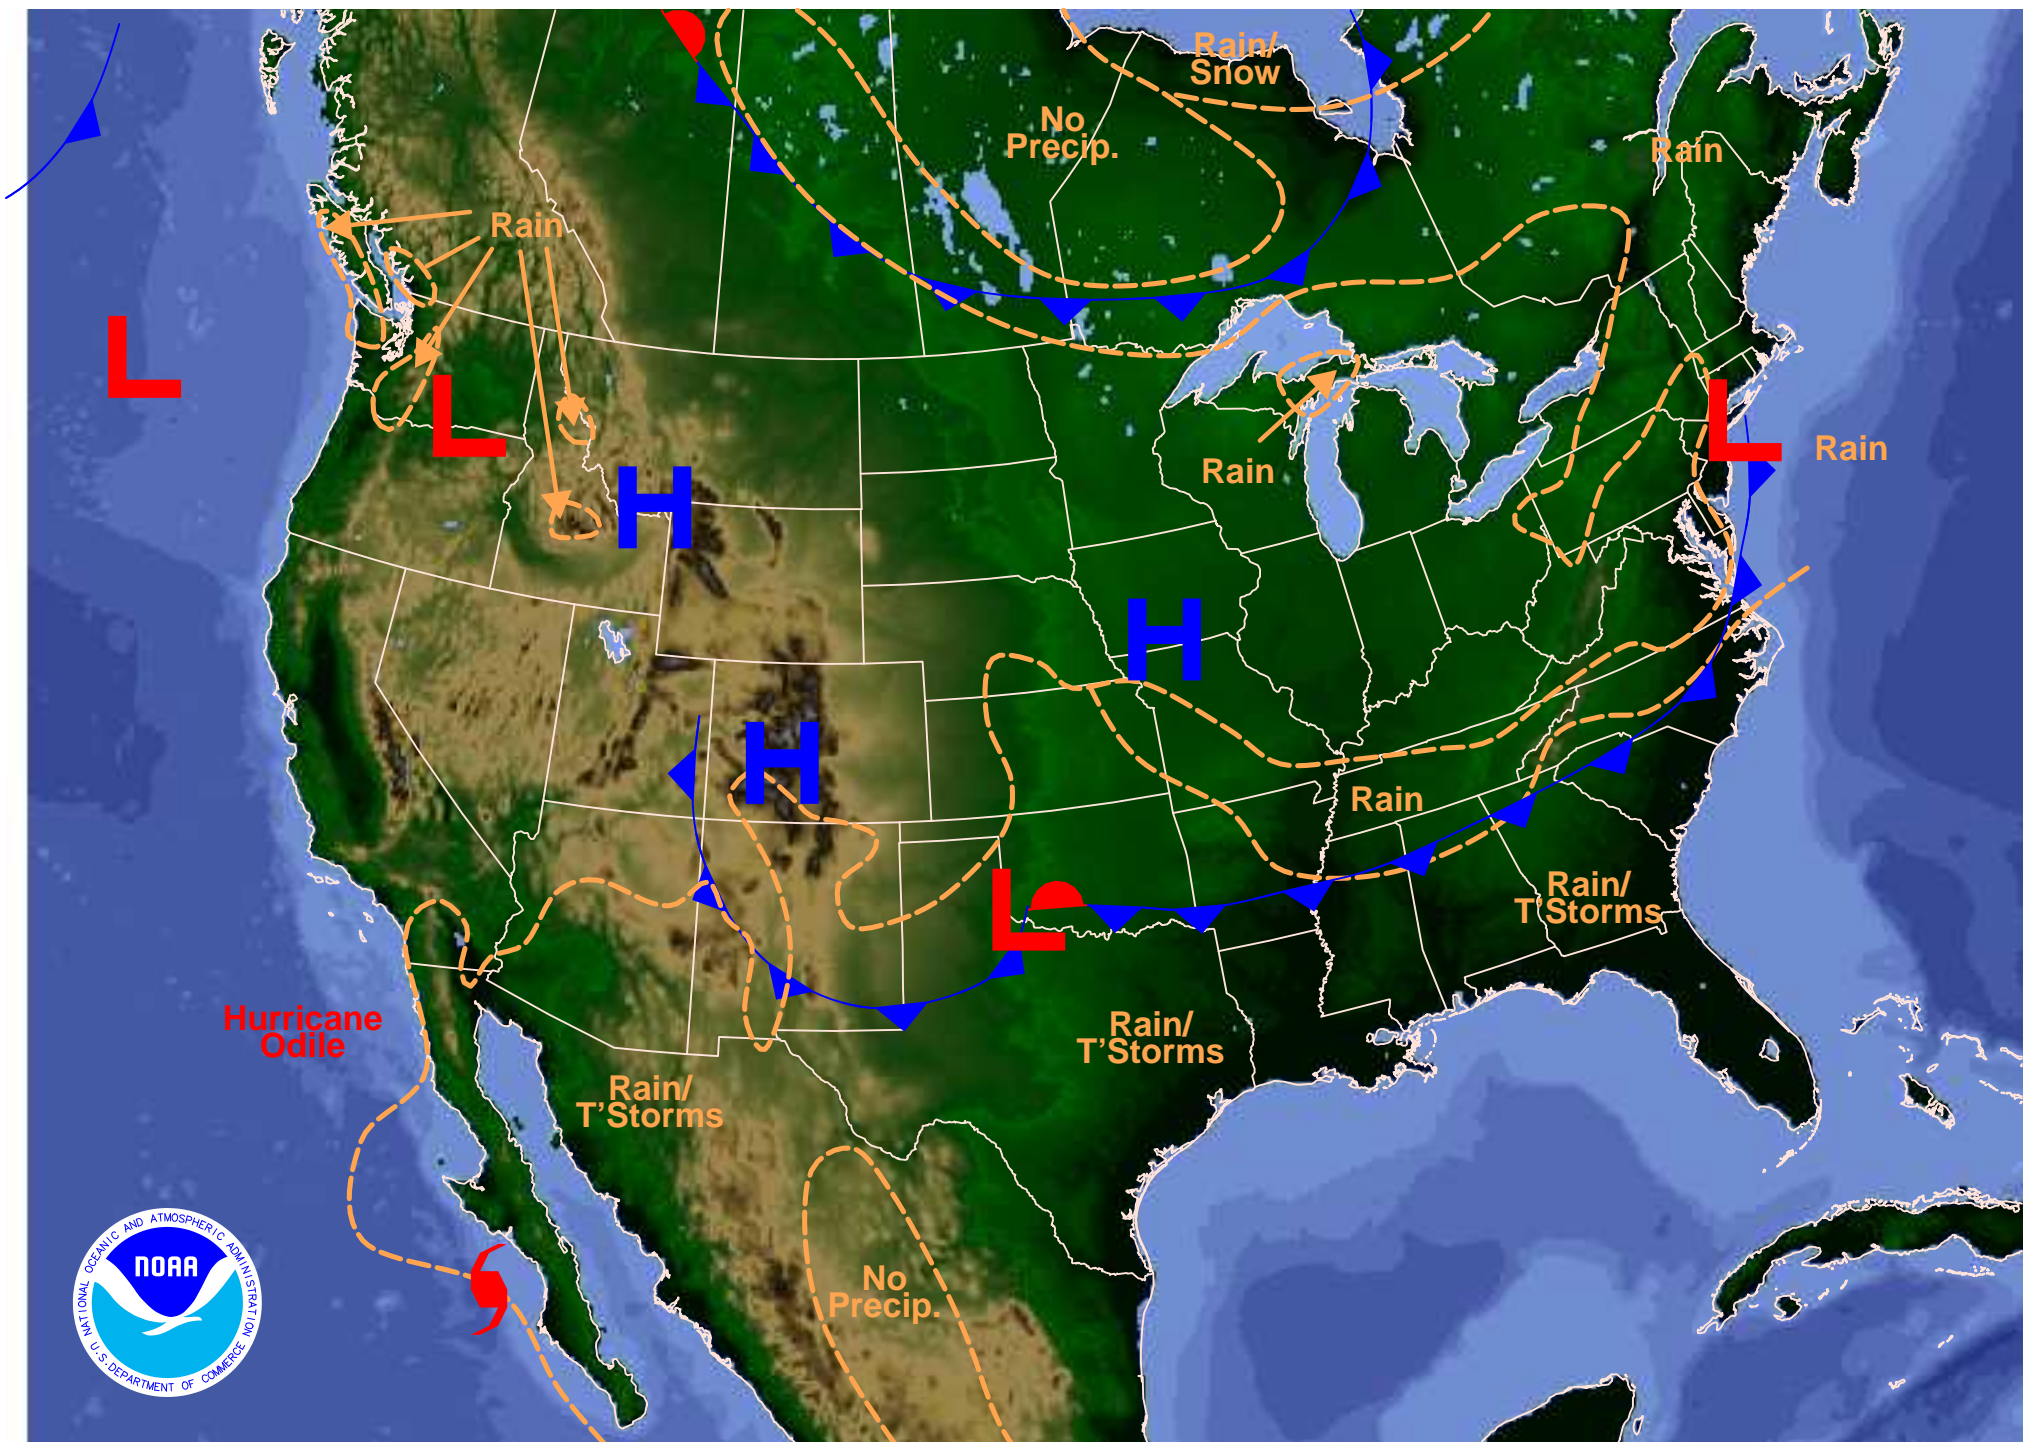 Rain/
Snow
No
Precip.
Rain
Rain
L
L
L
Rain
Rain
H
H
H
Rain
L
Rain/
T'Storms
Hurricane
Odile
Rain/
T'Storms
Rain/
T'Storms
No
Precip.
NATIONAL OCEANIC AND ATMOSPHERIC ADMINISTRATION
NOAA
U.S. DEPARTMENT OF COMMERCE